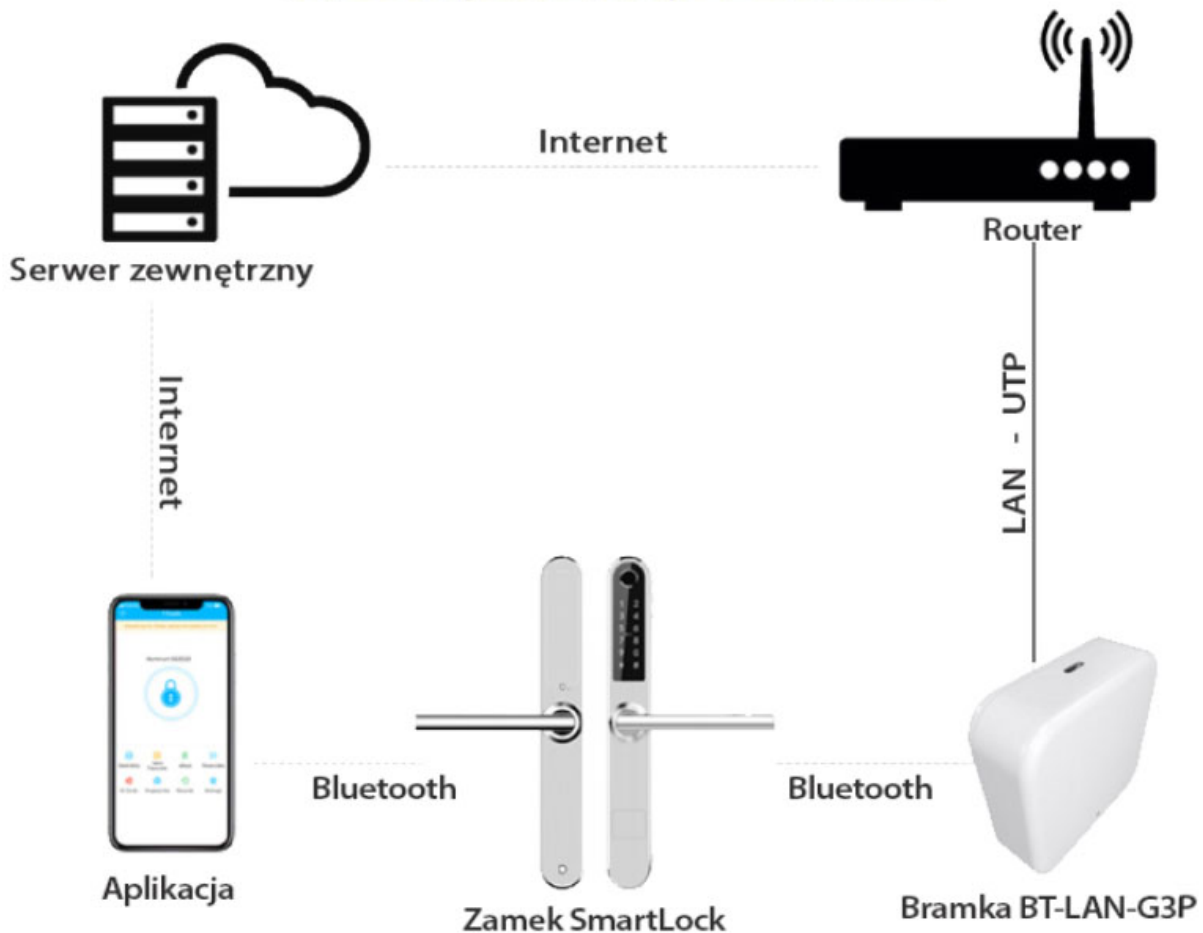 Internet
Router
Serwer zewnętrzny
Internet
LAN - UTP
Bluetooth
Bluetooth
Aplikacja
Zamek SmartLock
Bramka BT-LAN-G3P